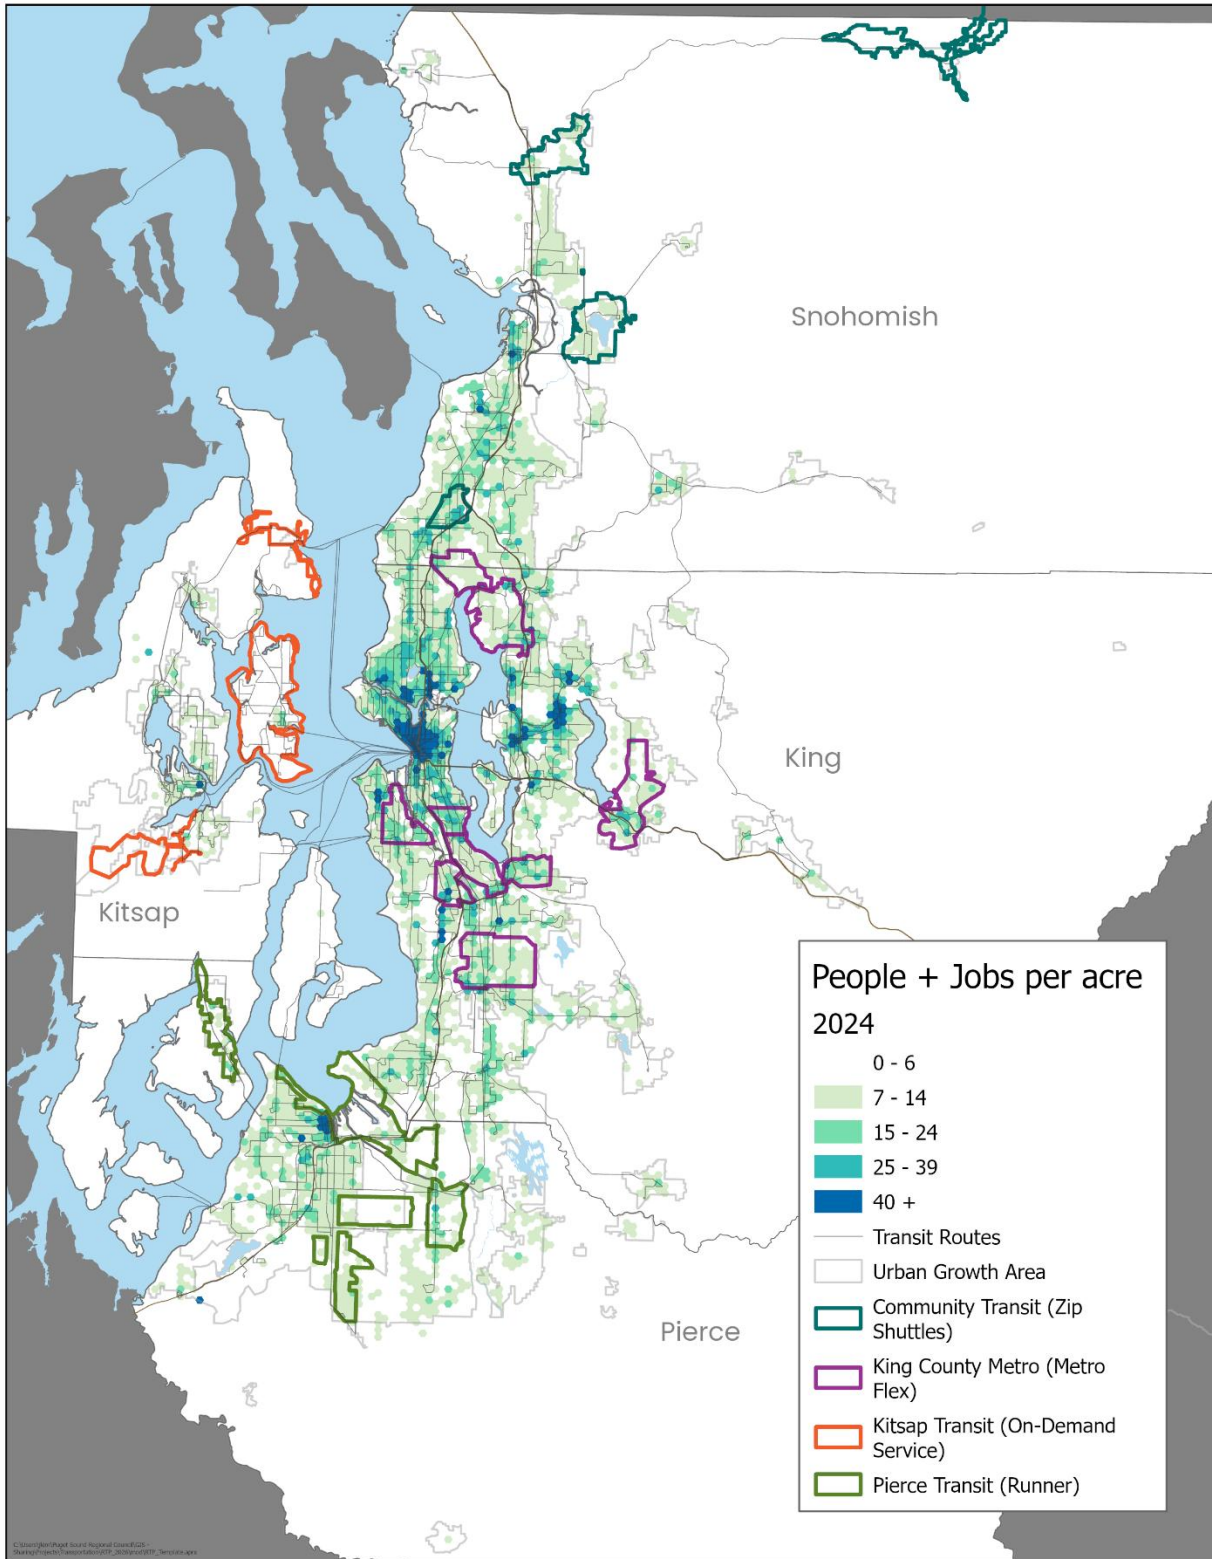 Snohomish
King
Kitsap
Pierce
People + Jobs per acre
2024
0 - 6
7 - 14
15 - 24
25 - 39
40 +
Transit Routes
Urban Growth Area
Community Transit (Zip
Shuttles)
King County Metro (Metro
Flex)
Kitsap Transit (On-Demand
Service)
Pierce Transit (Runner)